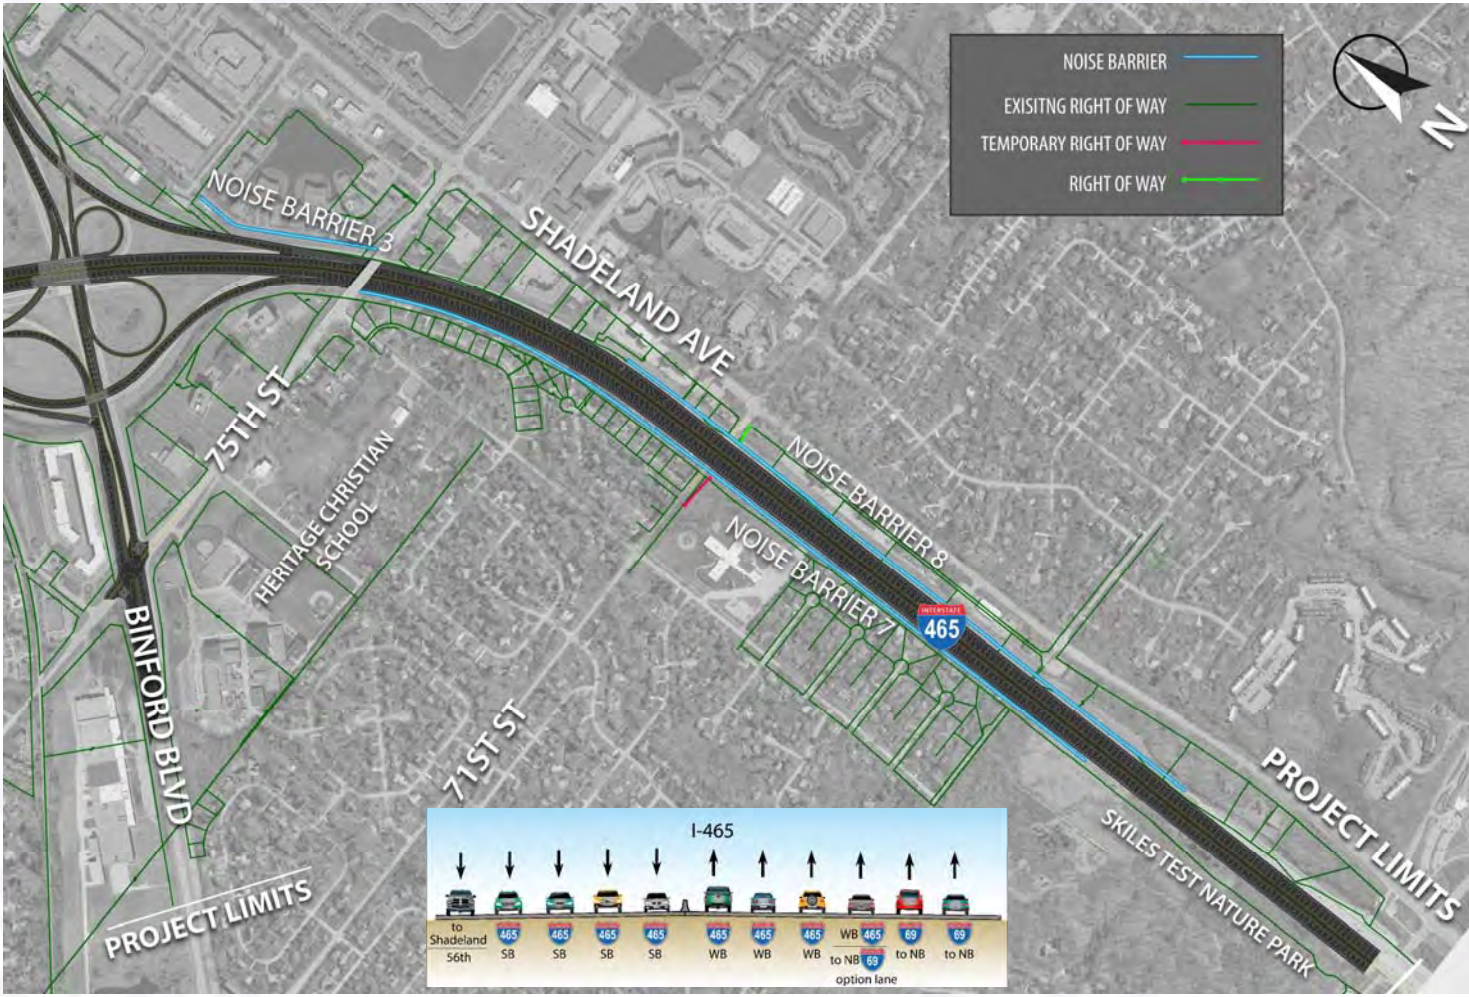 NOISE BARRIER
EXISITNG RIGHT OF WAY
TEMPORARY RIGHT OF WAY
RIGHT OF WAY
N
NOISE BARRIER 3
SHADELAND AVE
75TH ST
HERITAGE CHRISTIAN
SCHOOL
NOISE BARRIER 8
NOISE BARRIER 7
INTERSTATE
465
BINFORD BLVD
71ST ST
PROJECT LIMITS
SKILES TEST NATURE PARK
PROJECT LIMITS
I-465
to
Shadeland
56th
465
SB
465
SB
465
SB
465
SB
465
WB
465
WB
465
WB
WB 465
to NB 69
option lane
69
to NB
69
to NB